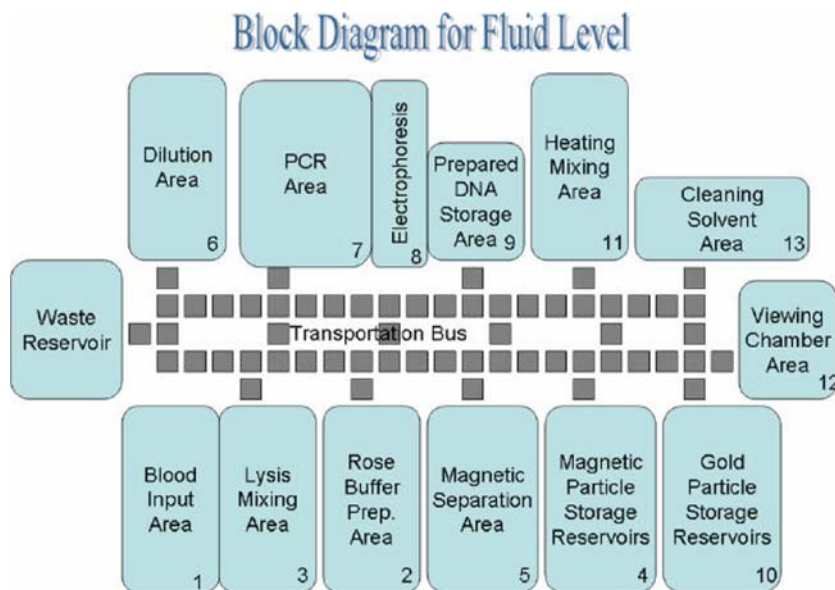 Block Diagram for Fluid Level
Dilution
Area
6
PCR
Area
7
Electrophoresis
8
Prepared
DNA
Storage
Area 9
Heating
Mixing
Area
11
Cleaning
Solvent
Area
13
Waste
Reservoir
Transportation Bus
Viewing
Chamber
Area
12
Blood
Input
Area
1
Lysis
Mixing
Area
3
Rose
Buffer
Prep.
Area
2
Magnetic
Separation
Area
5
Magnetic
Particle
Storage
Reservoirs
4
Gold
Particle
Storage
Reservoirs
10